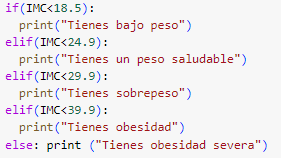 if(IMC<18.5):
    print("Tienes bajo peso")
elif(IMC<24.9):
    print("Tienes un peso saludable")
elif(IMC<29.9):
    print("Tienes sobrepeso")
elif(IMC<39.9):
    print("Tienes obesidad")
else: print ("Tienes obesidad severa")